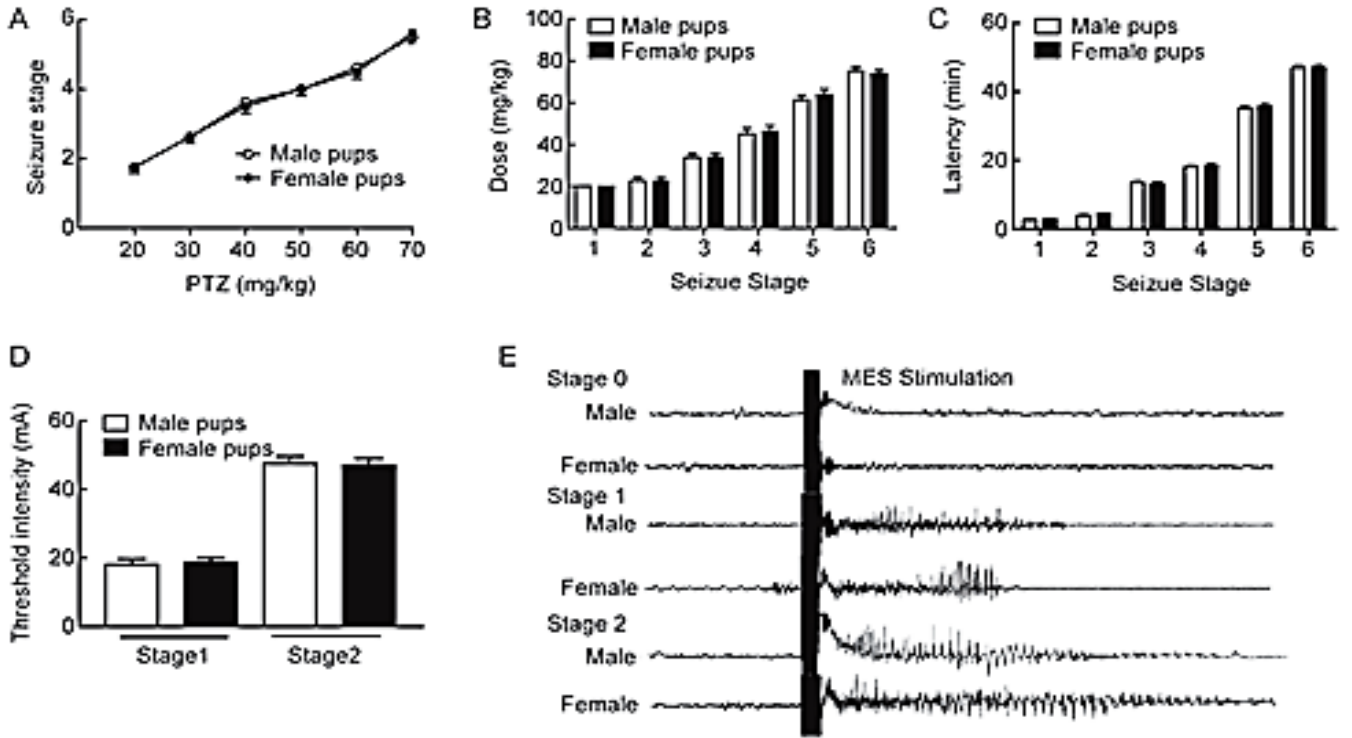 A
Seizure stage
6
4
2
0
Male pups
Female pups
20 30 40 50 60 70
PTZ (mg/kg)
B
Dose (mg/kg)
100
80
60
40
20
0
Male pups
Female pups
1 2 3 4 5 6
Seizue Stage
C
Lalency (min)
60
40
20
0
Male pups
Female pups
1 2 3 4 5 6
Seizue Stage
D
Threshold intensity (mA)
60
40
20
0
Male pups
Female pups
Stage1 Stage2
E
MES Stimulation
Stage 0
Male
Female
Stage 1
Male
Female
Stage 2
Male
Female